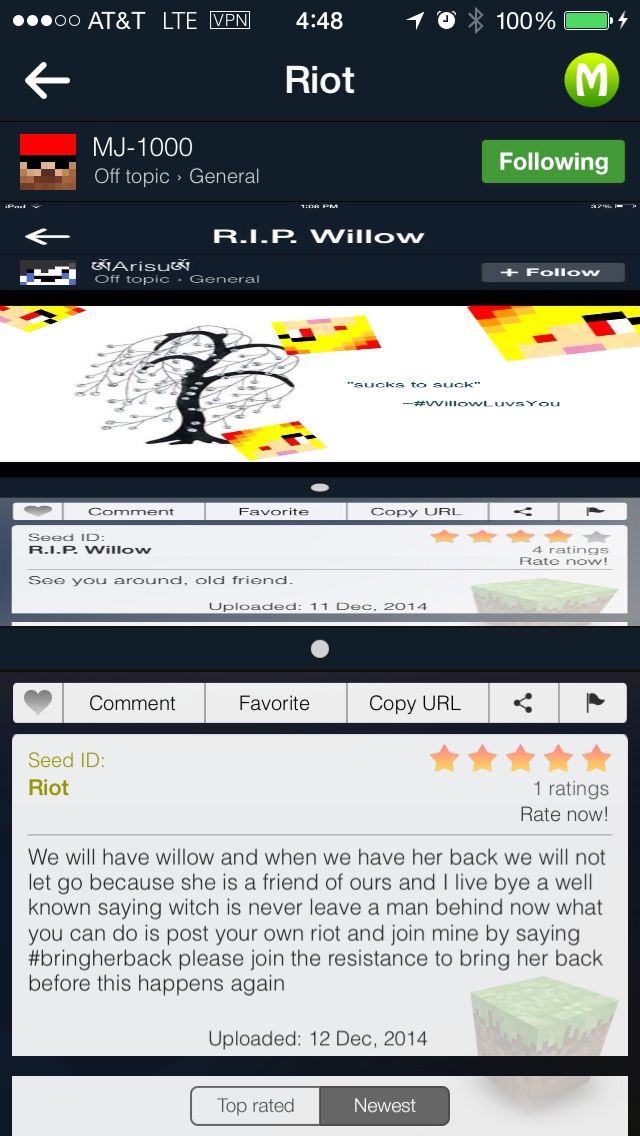 AT&T LTE VPN 4:48 100%
Riot
M
MJ-1000
Off topic › General
Following
iPad 1:08 PM 37%
R.I.P. Willow
ૐArisuૐ
Off topic › General
+ Follow
"sucks to suck"
~#WillowLuvsYou
Comment Favorite Copy URL
Seed ID:
R.I.P. Willow
4 ratings
Rate now!
See you around, old friend.
Uploaded: 11 Dec, 2014
Comment Favorite Copy URL
Seed ID:
Riot
1 ratings
Rate now!
We will have willow and when we have her back we will not
let go because she is a friend of ours and I live bye a well
known saying witch is never leave a man behind now what
you can do is post your own riot and join mine by saying
#bringherback please join the resistance to bring her back
before this happens again
Uploaded: 12 Dec, 2014
Top rated Newest